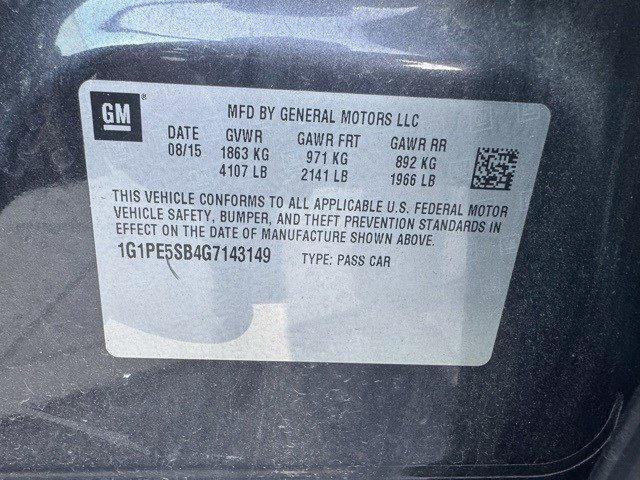 GM ®
MFD BY GENERAL MOTORS LLC
DATE GVWR GAWR FRT GAWR RR
08/15 1863 KG 971 KG 892 KG
4107 LB 2141 LB 1966 LB
THIS VEHICLE CONFORMS TO ALL APPLICABLE U.S. FEDERAL MOTOR
VEHICLE SAFETY, BUMPER, AND THEFT PREVENTION STANDARDS IN
EFFECT ON THE DATE OF MANUFACTURE SHOWN ABOVE.
1G1PE5SB4G7143149 TYPE: PASS CAR